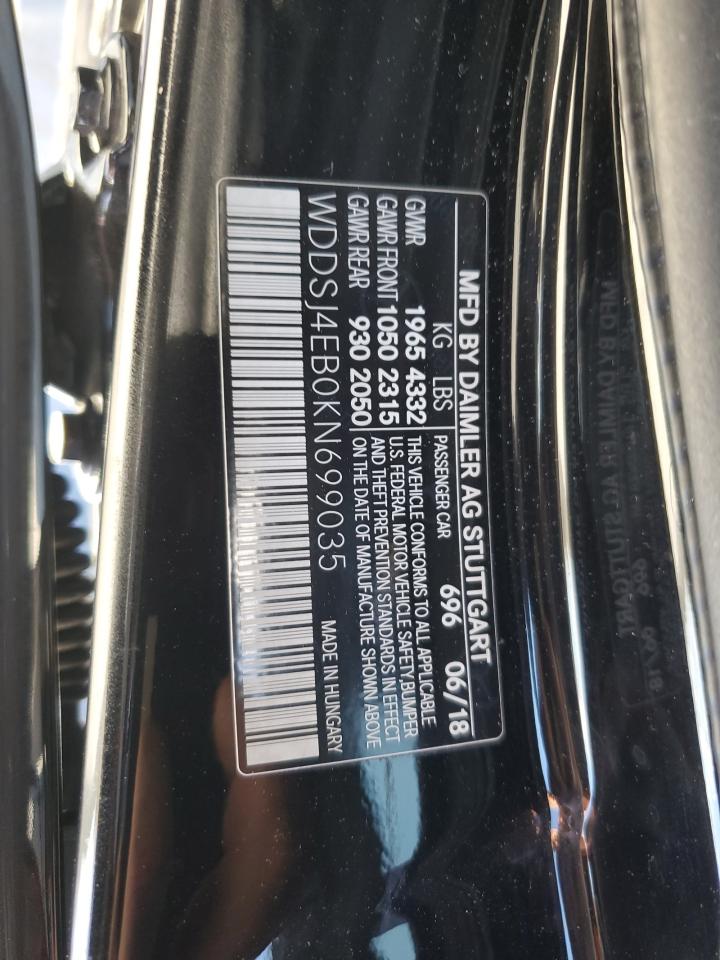 MFD BY DAIMLER AG STUTTGART
696 06/18
KG LBS PASSENGER CAR
GVWR 1965 4332 THIS VEHICLE CONFORMS TO ALL APPLICABLE
GAWR FRONT 1050 2315 U.S. FEDERAL MOTOR VEHICLE SAFETY,BUMPER
GAWR REAR 930 2050 AND THEFT PREVENTION STANDARDS IN EFFECT
ON THE DATE OF MANUFACTURE SHOWN ABOVE
WDDSJ4EB0KN699035 MADE IN HUNGARY